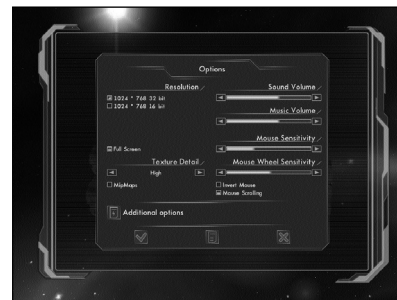 Options
Resolution
1024 * 768 32 bit
1024 * 768 16 bit
Full Screen
Texture Detail
High
MipMaps
Sound Volume
Music Volume
Mouse Sensitivity
Mouse Wheel Sensitivity
Invert Mouse
Mouse Scrolling
Additional options